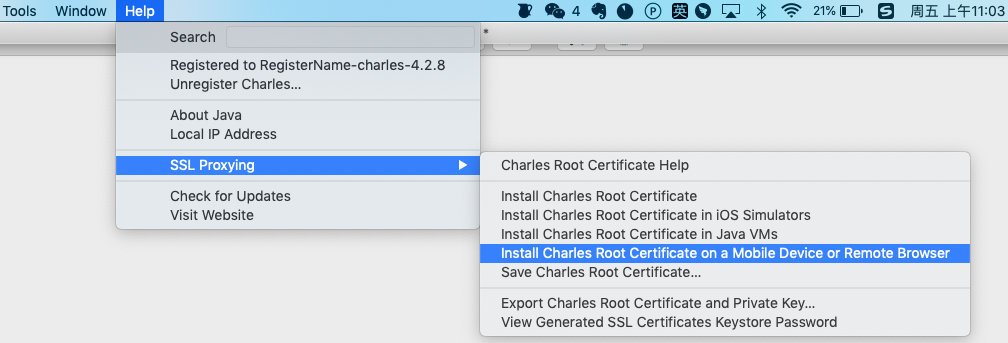 Tools Window Help 4 P 英 21% S 周五 上午11:03
Search
*
Registered to RegisterName-charles-4.2.8
Unregister Charles...
About Java
Local IP Address
SSL Proxying
Check for Updates
Visit Website
Charles Root Certificate Help
Install Charles Root Certificate
Install Charles Root Certificate in iOS Simulators
Install Charles Root Certificate in Java VMs
Install Charles Root Certificate on a Mobile Device or Remote Browser
Save Charles Root Certificate...
Export Charles Root Certificate and Private Key...
View Generated SSL Certificates Keystore Password